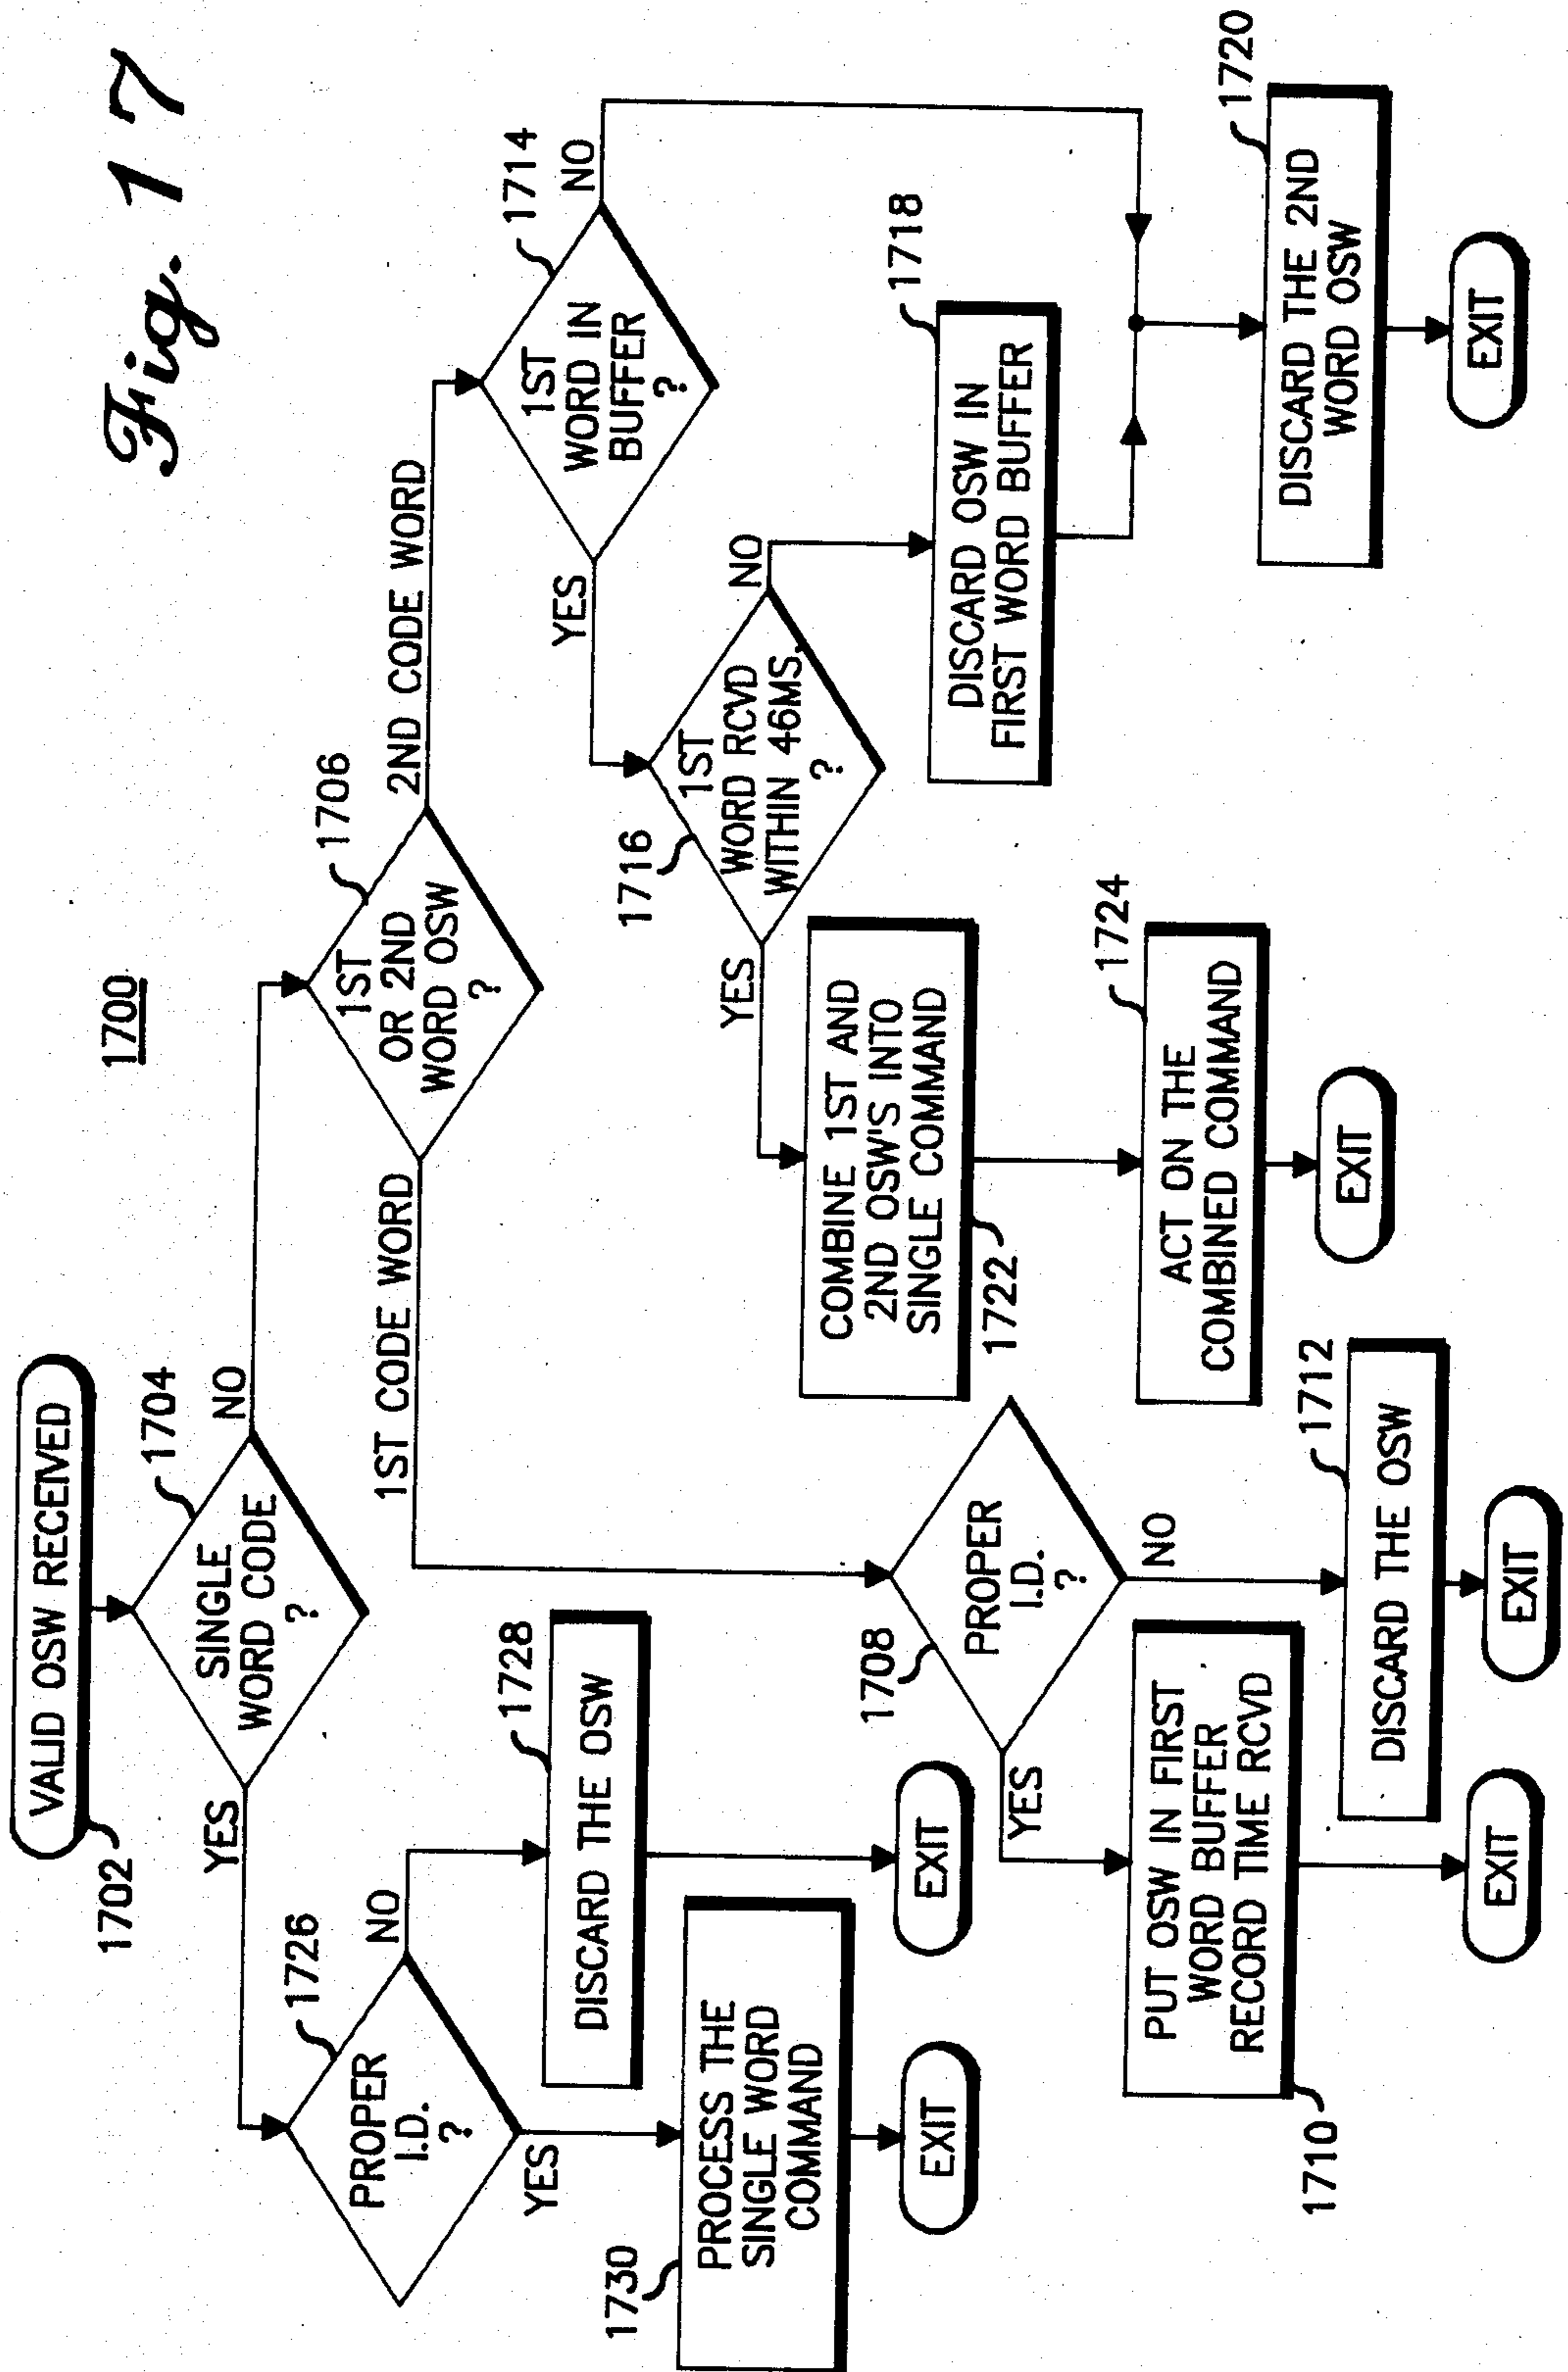 Fig. 17
1700
VALID OSW RECEIVED
1702
SINGLE
WORD CODE
?
1704
YES
NO
PROPER
I.D.
?
1726
NO
YES
DISCARD THE OSW
1728
EXIT
PROCESS THE
SINGLE WORD
COMMAND
1730
EXIT
1ST
OR 2ND
WORD OSW
?
1706
1ST CODE WORD
2ND CODE WORD
PROPER
I.D.
?
1708
YES
NO
PUT OSW IN FIRST
WORD BUFFER
RECORD TIME RCVD
1710
EXIT
DISCARD THE OSW
1712
EXIT
1ST
WORD IN
BUFFER
?
1714
YES
NO
1ST
WORD RCVD
WITHIN 46MS.
?
1716
YES
NO
COMBINE 1ST AND
2ND OSW'S INTO
SINGLE COMMAND
1722
ACT ON THE
COMBINED COMMAND
1724
EXIT
DISCARD OSW IN
FIRST WORD BUFFER
1718
DISCARD THE 2ND
WORD OSW
1720
EXIT